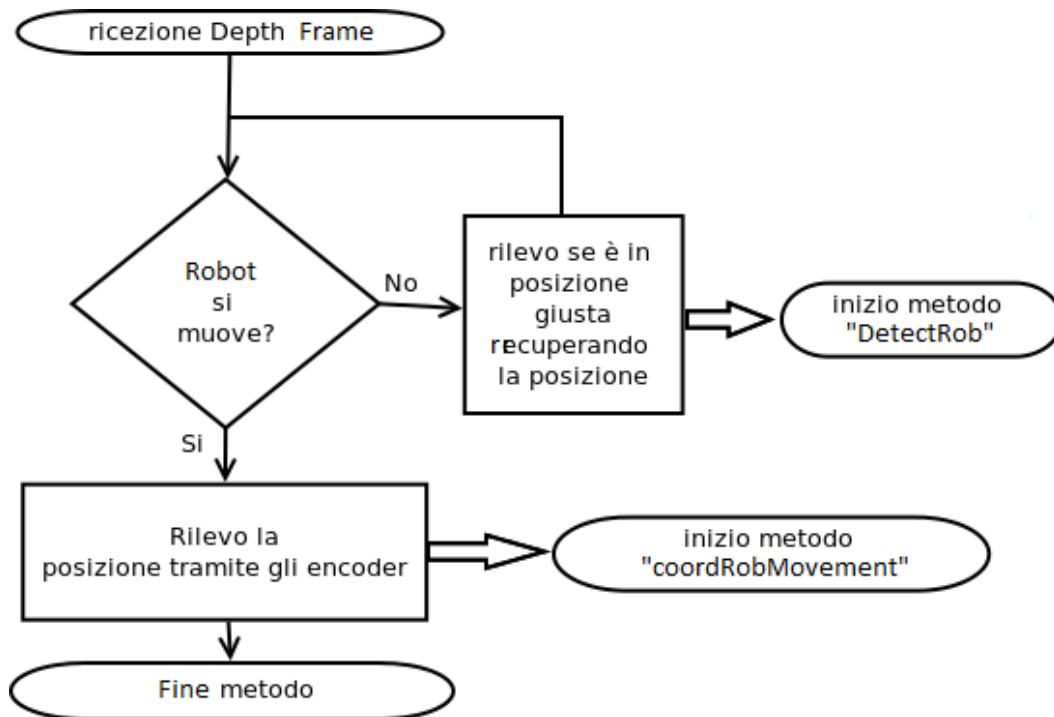 ricezione Depth Frame
Robot
si
muove?
No
rilevo se è in
posizione
giusta
recuperando
la posizione
inizio metodo
"DetectRob"
Si
Rilevo la
posizione tramite gli encoder
inizio metodo
"coordRobMovement"
Fine metodo